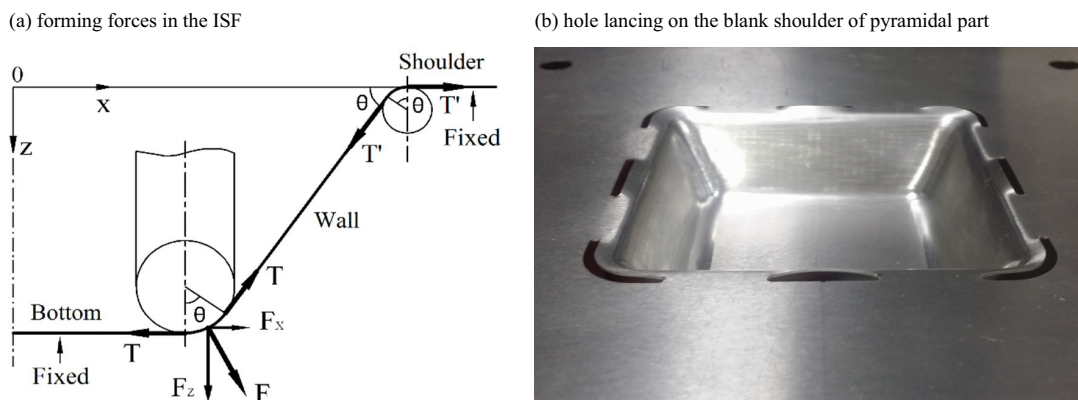 (a) forming forces in the ISF
(b) hole lancing on the blank shoulder of pyramidal part
0
Shoulder
x
θ
θ
T'
Fixed
T'
z
Wall
T
θ
Bottom
Fx
T
Fixed
Fz
F